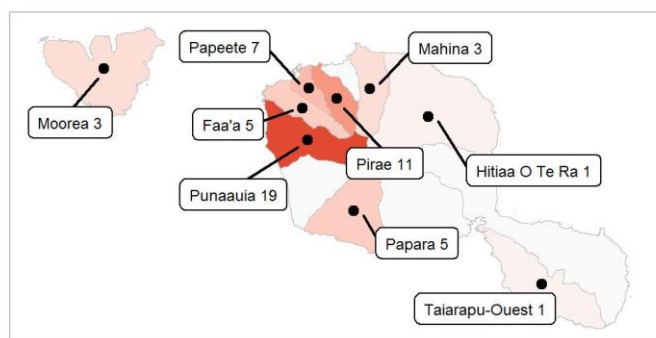 Papeete 7
Mahina 3
Moorea 3
Faa'a 5
Pirae 11
Hitiaa O Te Ra 1
Punaauia 19
Papara 5
Taiarapu-Ouest 1